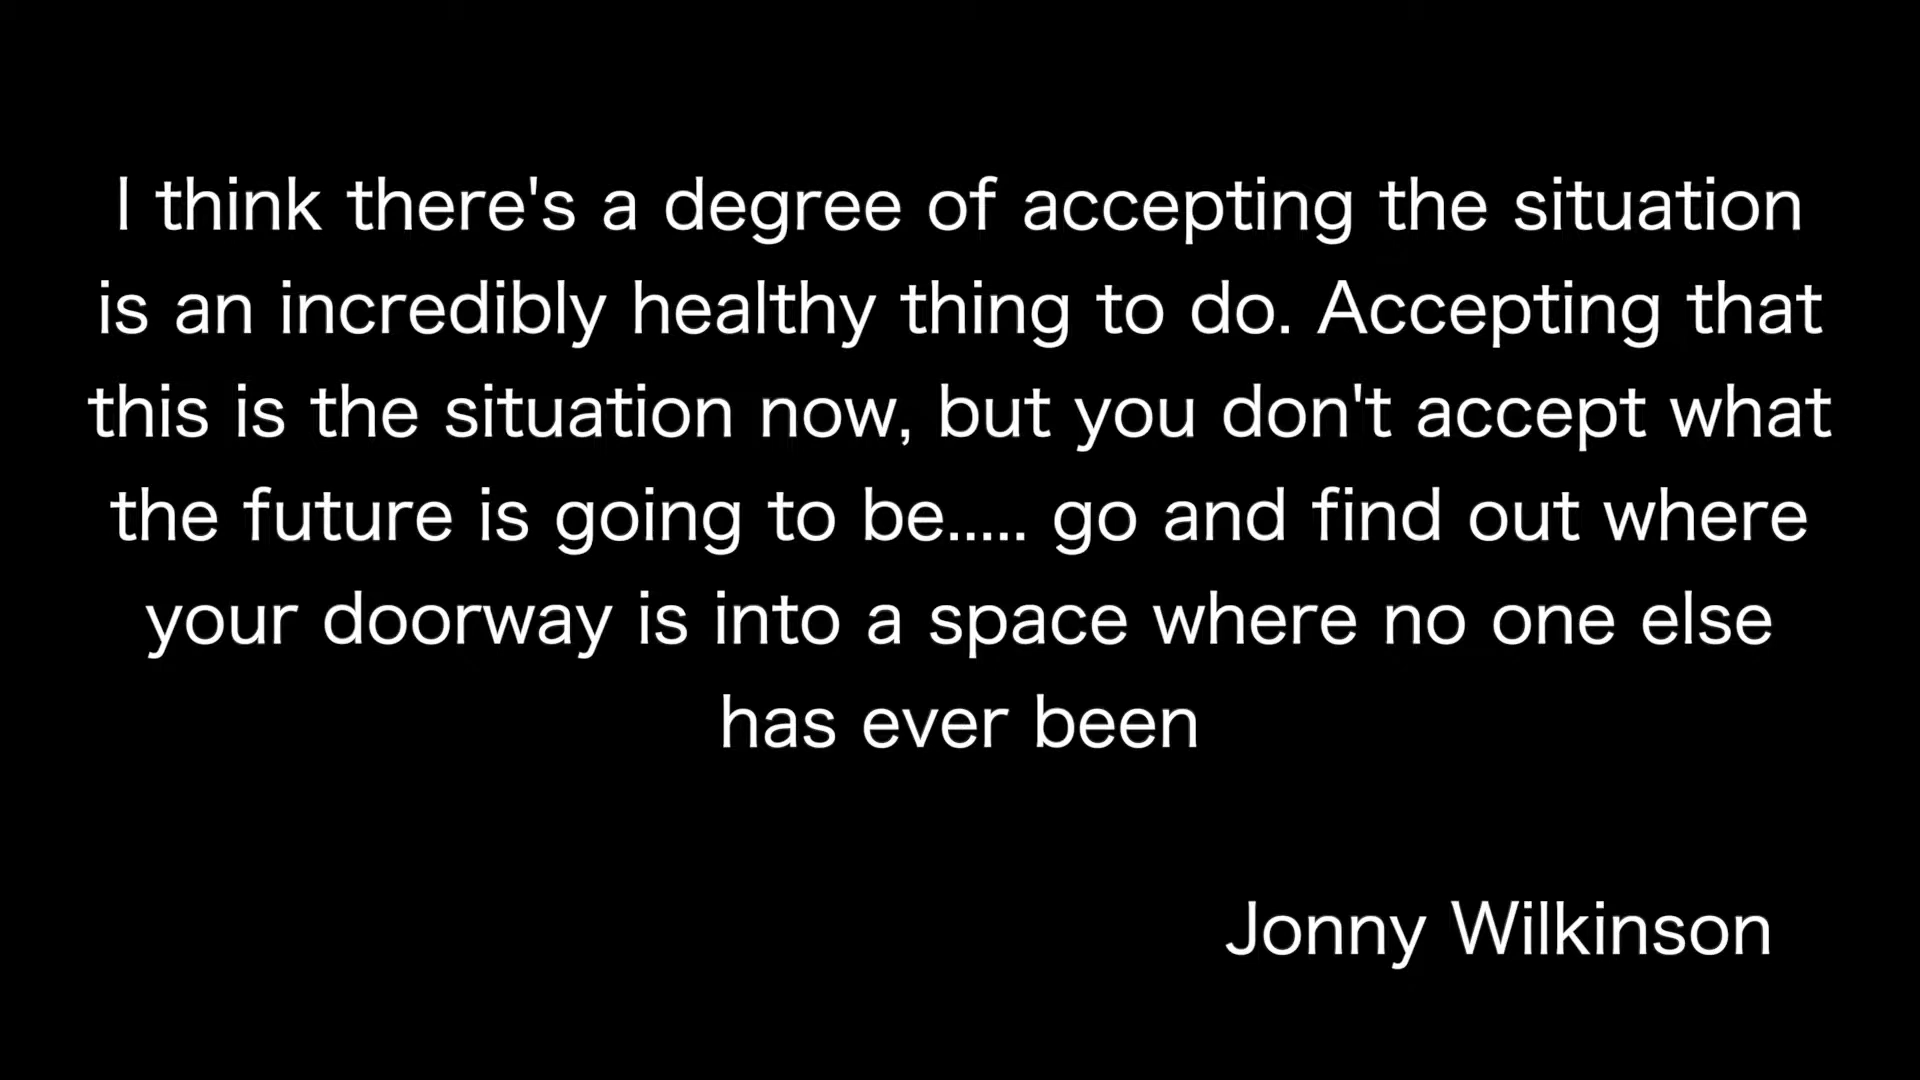 I think there's a degree of accepting the situation
is an incredibly healthy thing to do. Accepting that
this is the situation now, but you don't accept what
the future is going to be..... go and find out where
your doorway is into a space where no one else
has ever been
Jonny Wilkinson